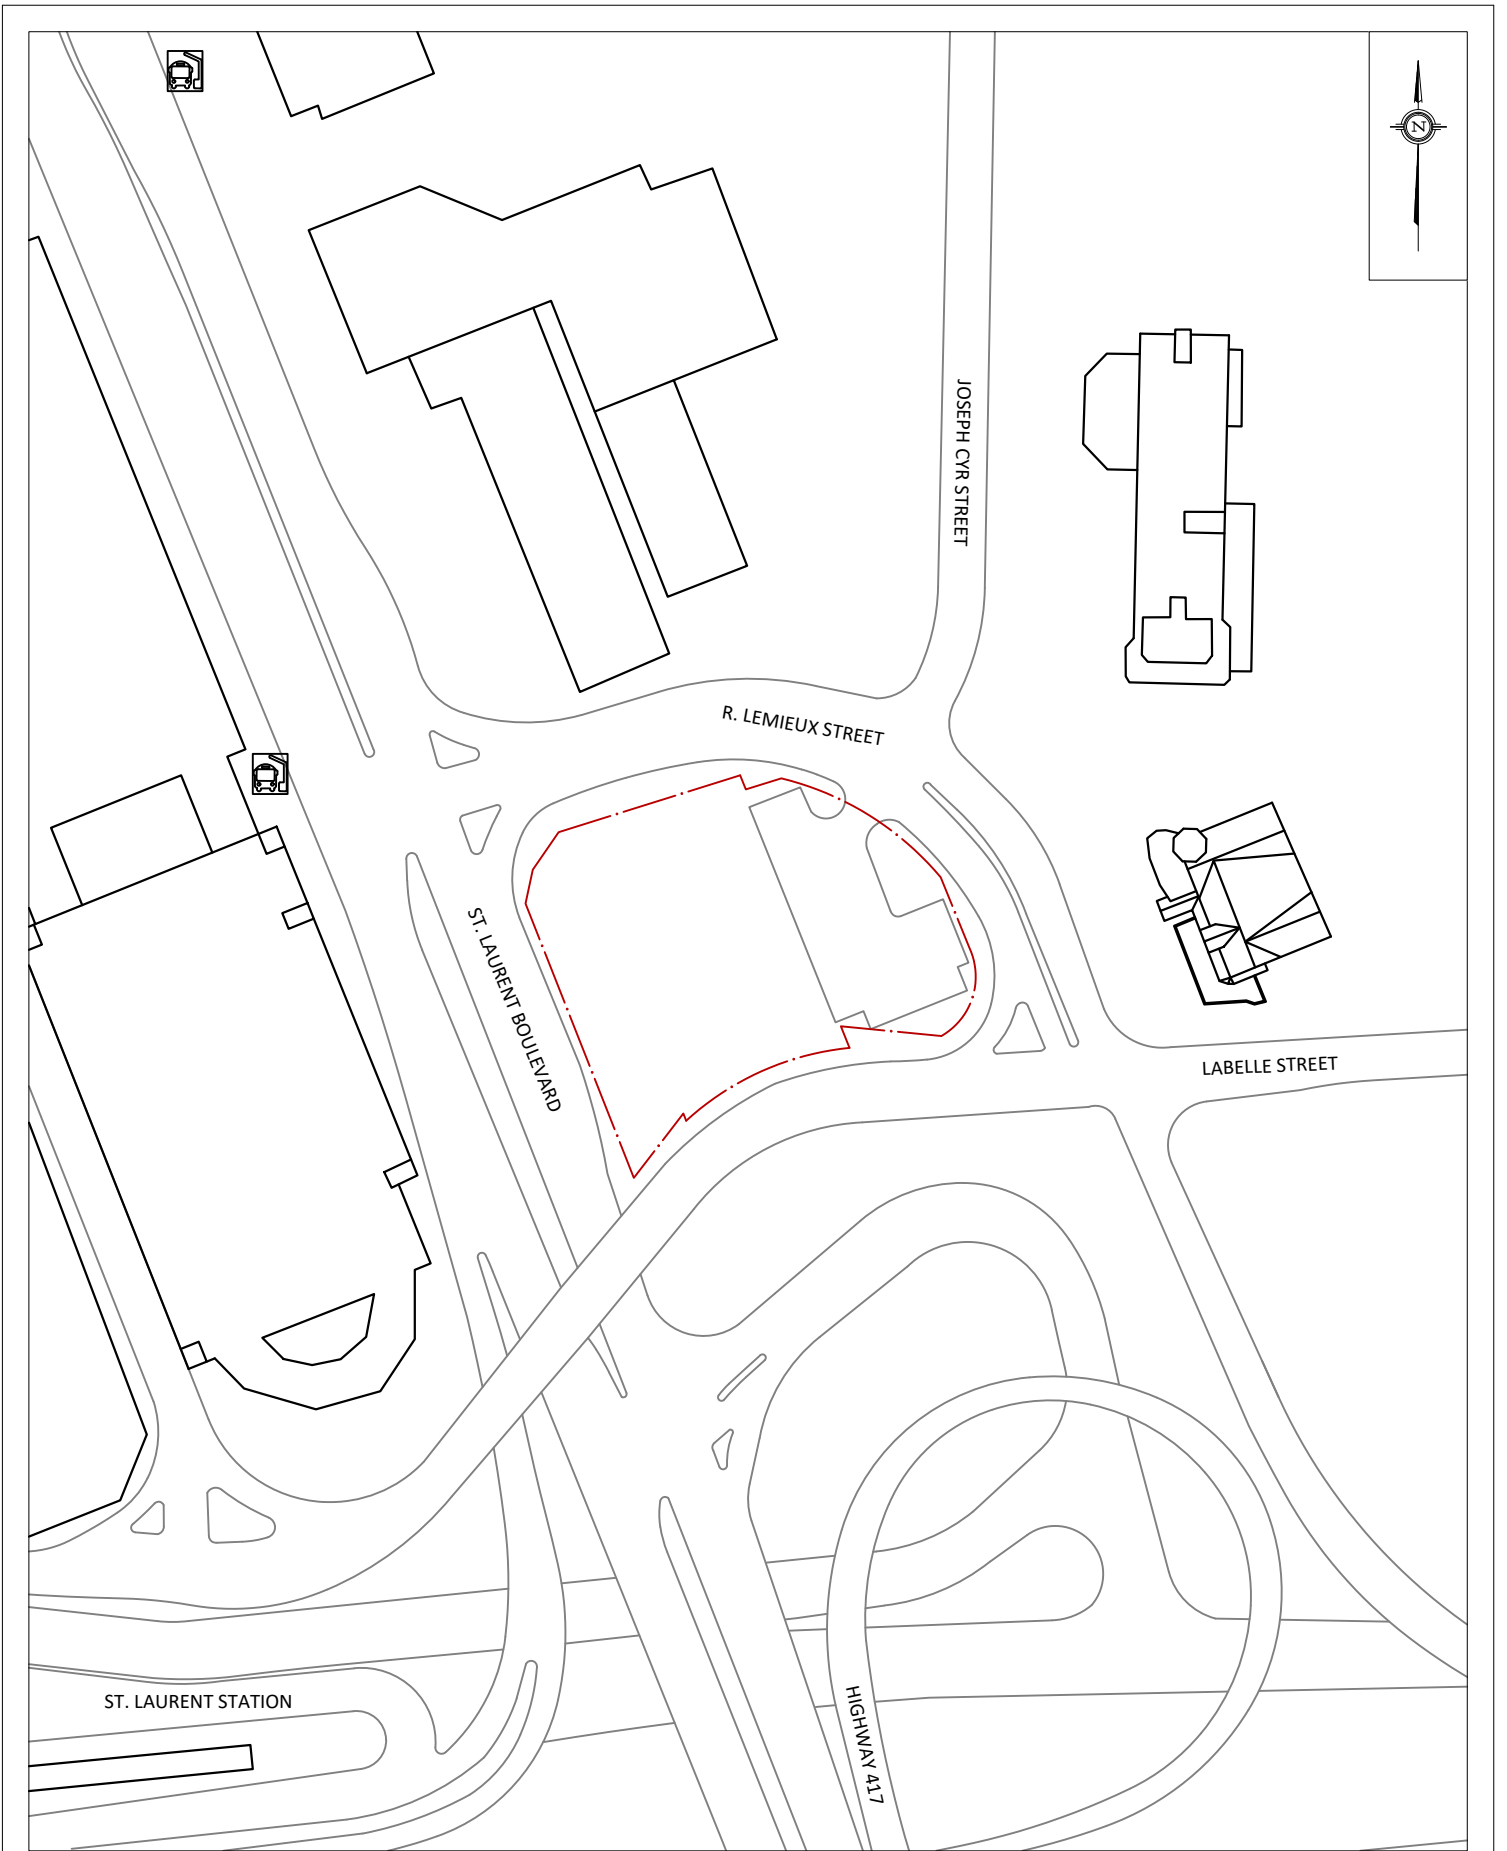 N
JOSEPH CYR STREET
R. LEMIEUX STREET
ST. LAURENT BOULEVARD
LABELLE STREET
ST. LAURENT STATION
HIGHWAY 417